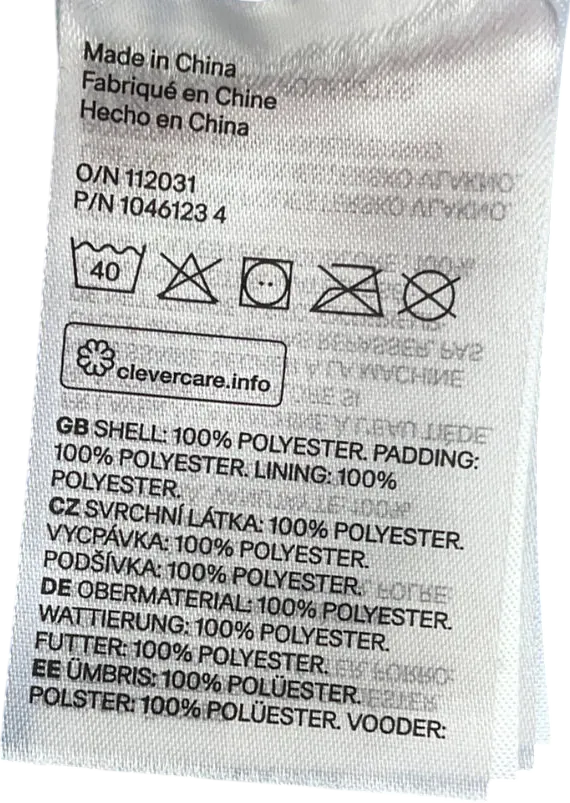 Made in China
Fabriqué en Chine
Hecho en China
O/N 112031
P/N 1046123 4
40
clevercare.info
GB SHELL: 100% POLYESTER. PADDING:
100% POLYESTER. LINING: 100%
POLYESTER.
CZ SVRCHNÍ LÁTKA: 100% POLYESTER.
VYCPÁVKA: 100% POLYESTER.
PODŠÍVKA: 100% POLYESTER.
DE OBERMATERIAL: 100% POLYESTER.
WATTIERUNG: 100% POLYESTER.
FUTTER: 100% POLYESTER.
EE ÜMBRIS: 100% POLÜESTER.
POLSTER: 100% POLÜESTER. VOODER: